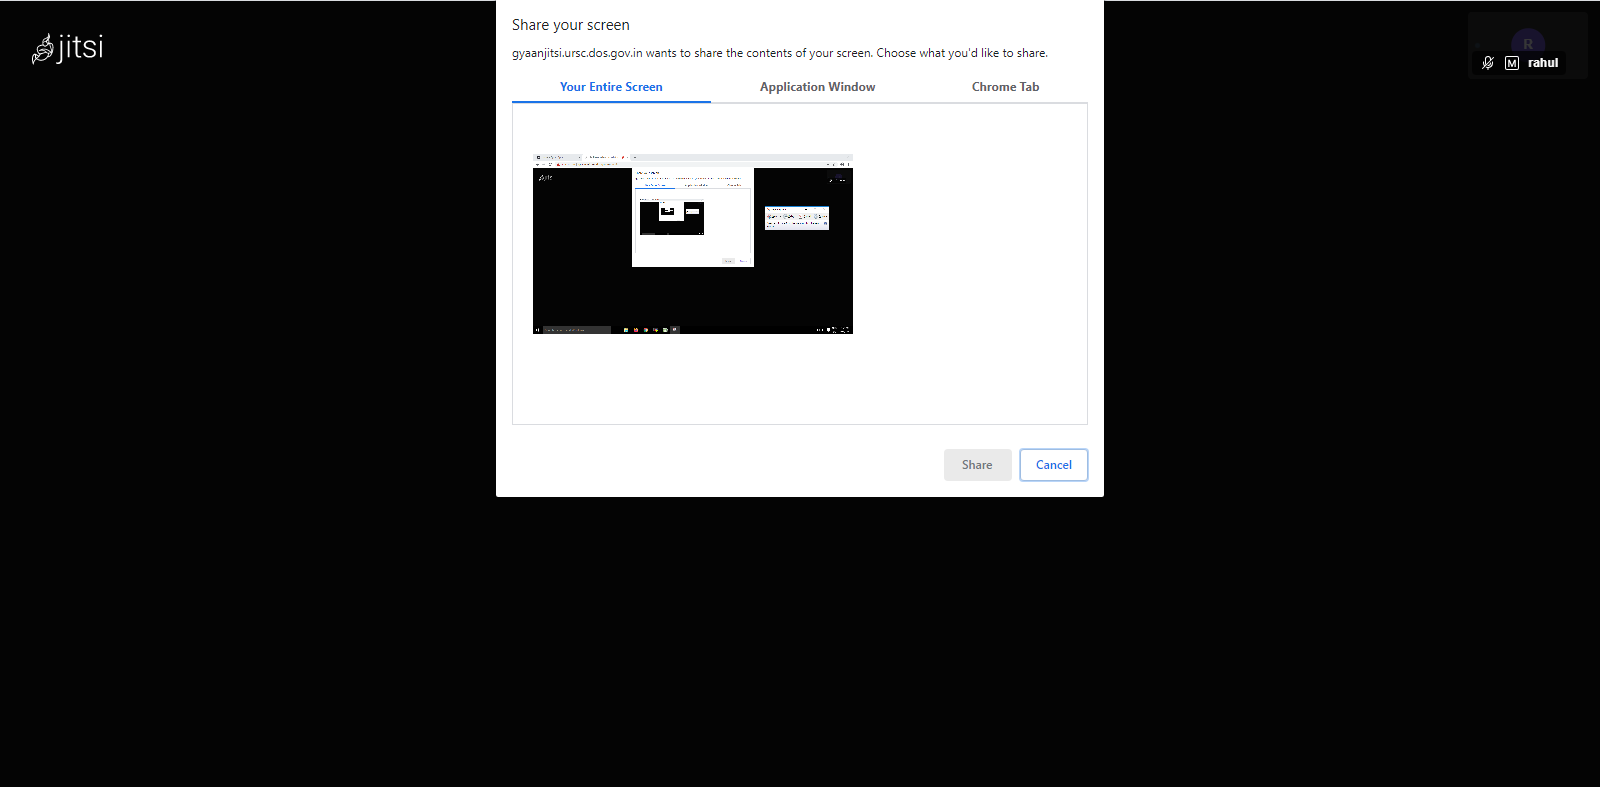 Share your screen
jitsi
gyaanjitsi.ursc.dos.gov.in wants to share the contents of your screen. Choose what you'd like to share.
R
M rahul
Your Entire Screen Application Window Chrome Tab
Share Cancel